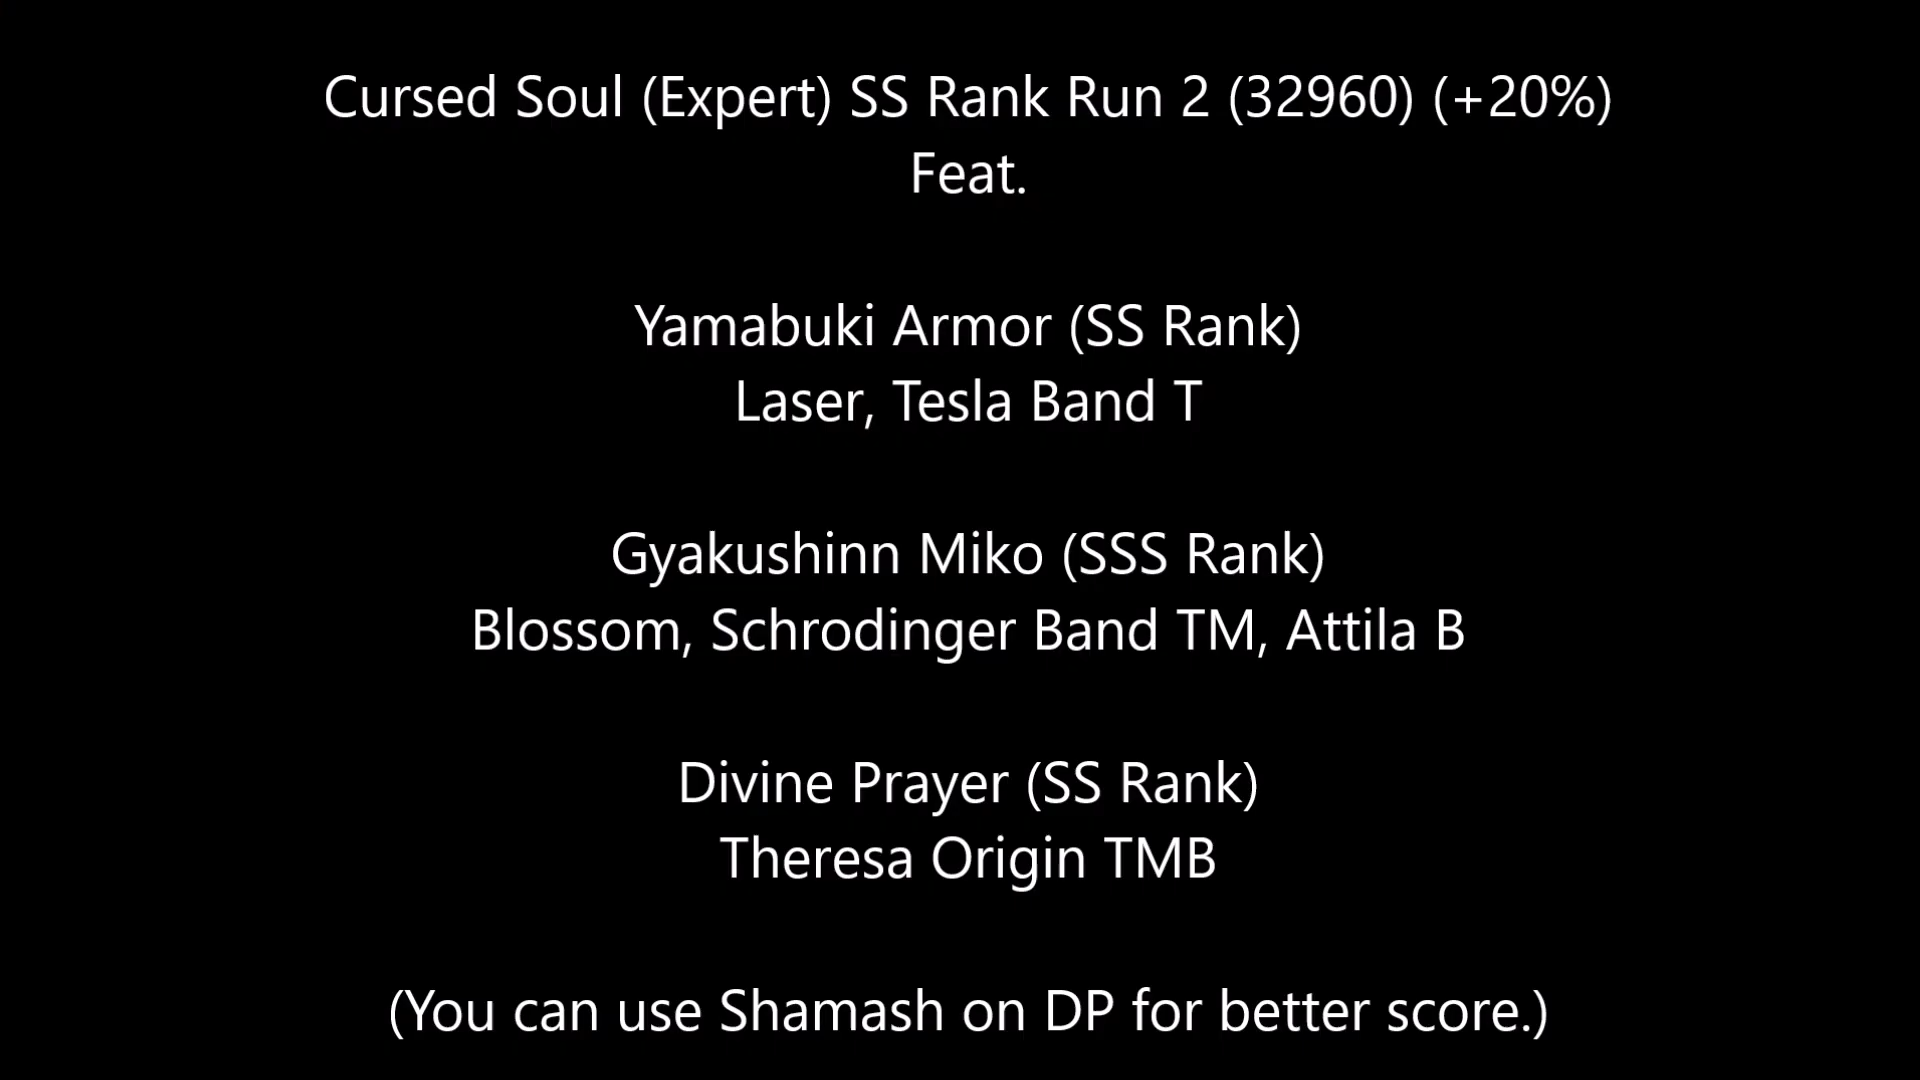 Cursed Soul (Expert) SS Rank Run 2 (32960) (+20%)
Feat.
Yamabuki Armor (SS Rank)
Laser, Tesla Band T
Gyakushinn Miko (SSS Rank)
Blossom, Schrodinger Band TM, Attila B
Divine Prayer (SS Rank)
Theresa Origin TMB
(You can use Shamash on DP for better score.)